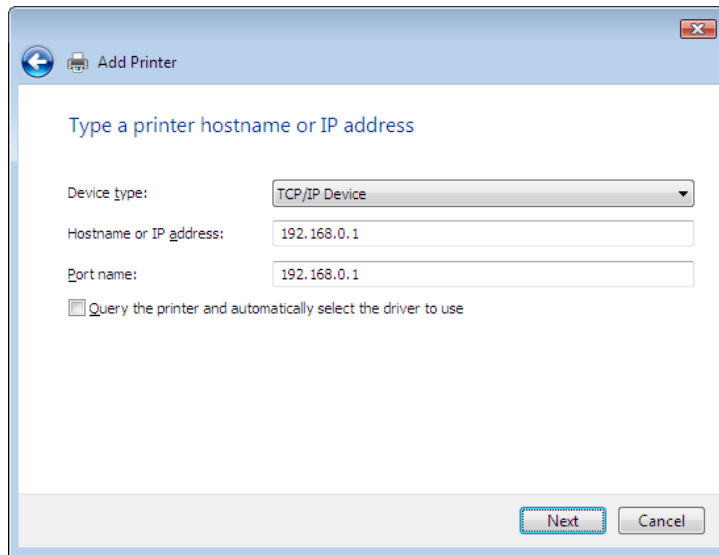 Add Printer
Type a printer hostname or IP address
Device type: TCP/IP Device
Hostname or IP address: 192.168.0.1
Port name: 192.168.0.1
Query the printer and automatically select the driver to use
Next Cancel